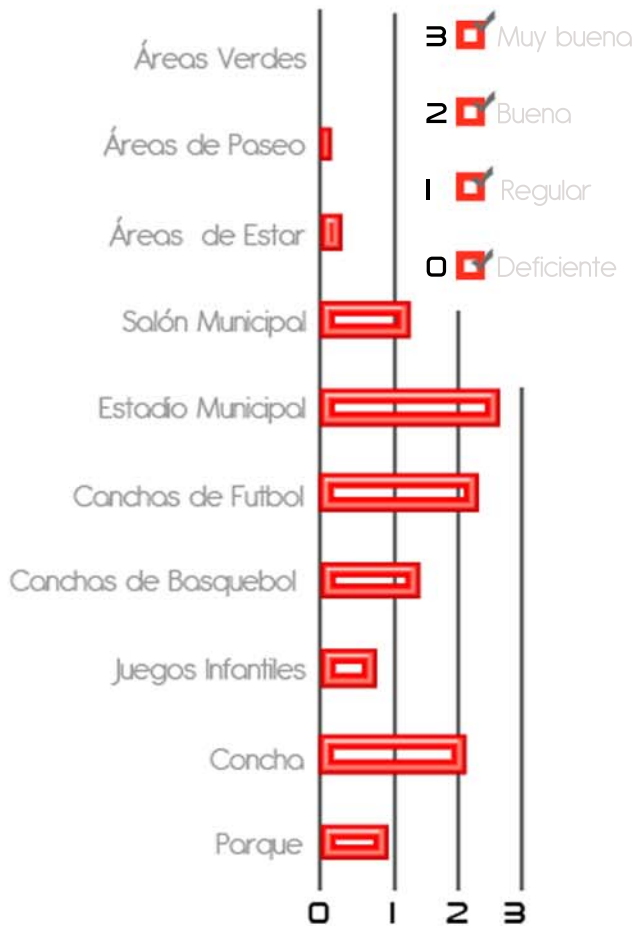 3 Muy buena
Áreas Verdes
2 Buena
Áreas de Paseo
1 Regular
Áreas de Estar
0 Deficiente
Salón Municipal
Estadio Municipal
Canchas de Futbol
Canchas de Basquebol
Juegos Infantiles
Concha
Parque
0 1 2 3